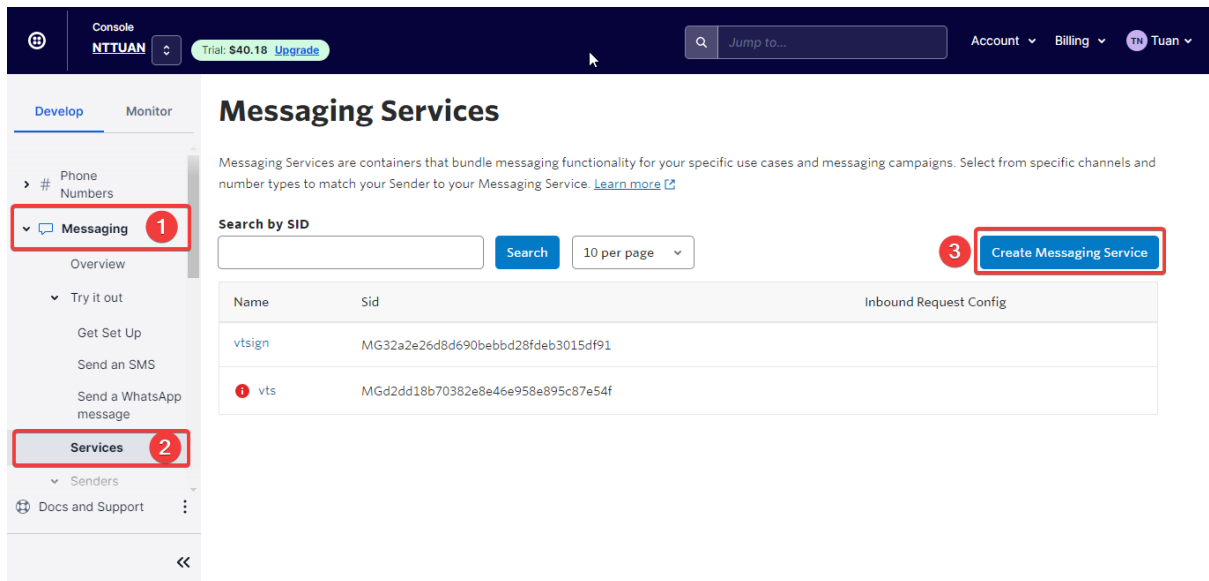 Console
NTTUAN
Trial: $40.18 Upgrade
Jump to...
Account
Billing
TN Tuan
Develop
Monitor
# Phone
Numbers
Messaging
1
Overview
Try it out
Get Set Up
Send an SMS
Send a WhatsApp
message
Services
2
Senders
Docs and Support
Messaging Services
Messaging Services are containers that bundle messaging functionality for your specific use cases and messaging campaigns. Select from specific channels and
number types to match your Sender to your Messaging Service. Learn more
Search by SID
Search
10 per page
3
Create Messaging Service
Name Sid Inbound Request Config
vtsign MG32a2e26d8d690bebbd28fdeb3015df91
vts MGd2dd18b70382e8e46e958e895c87e54f